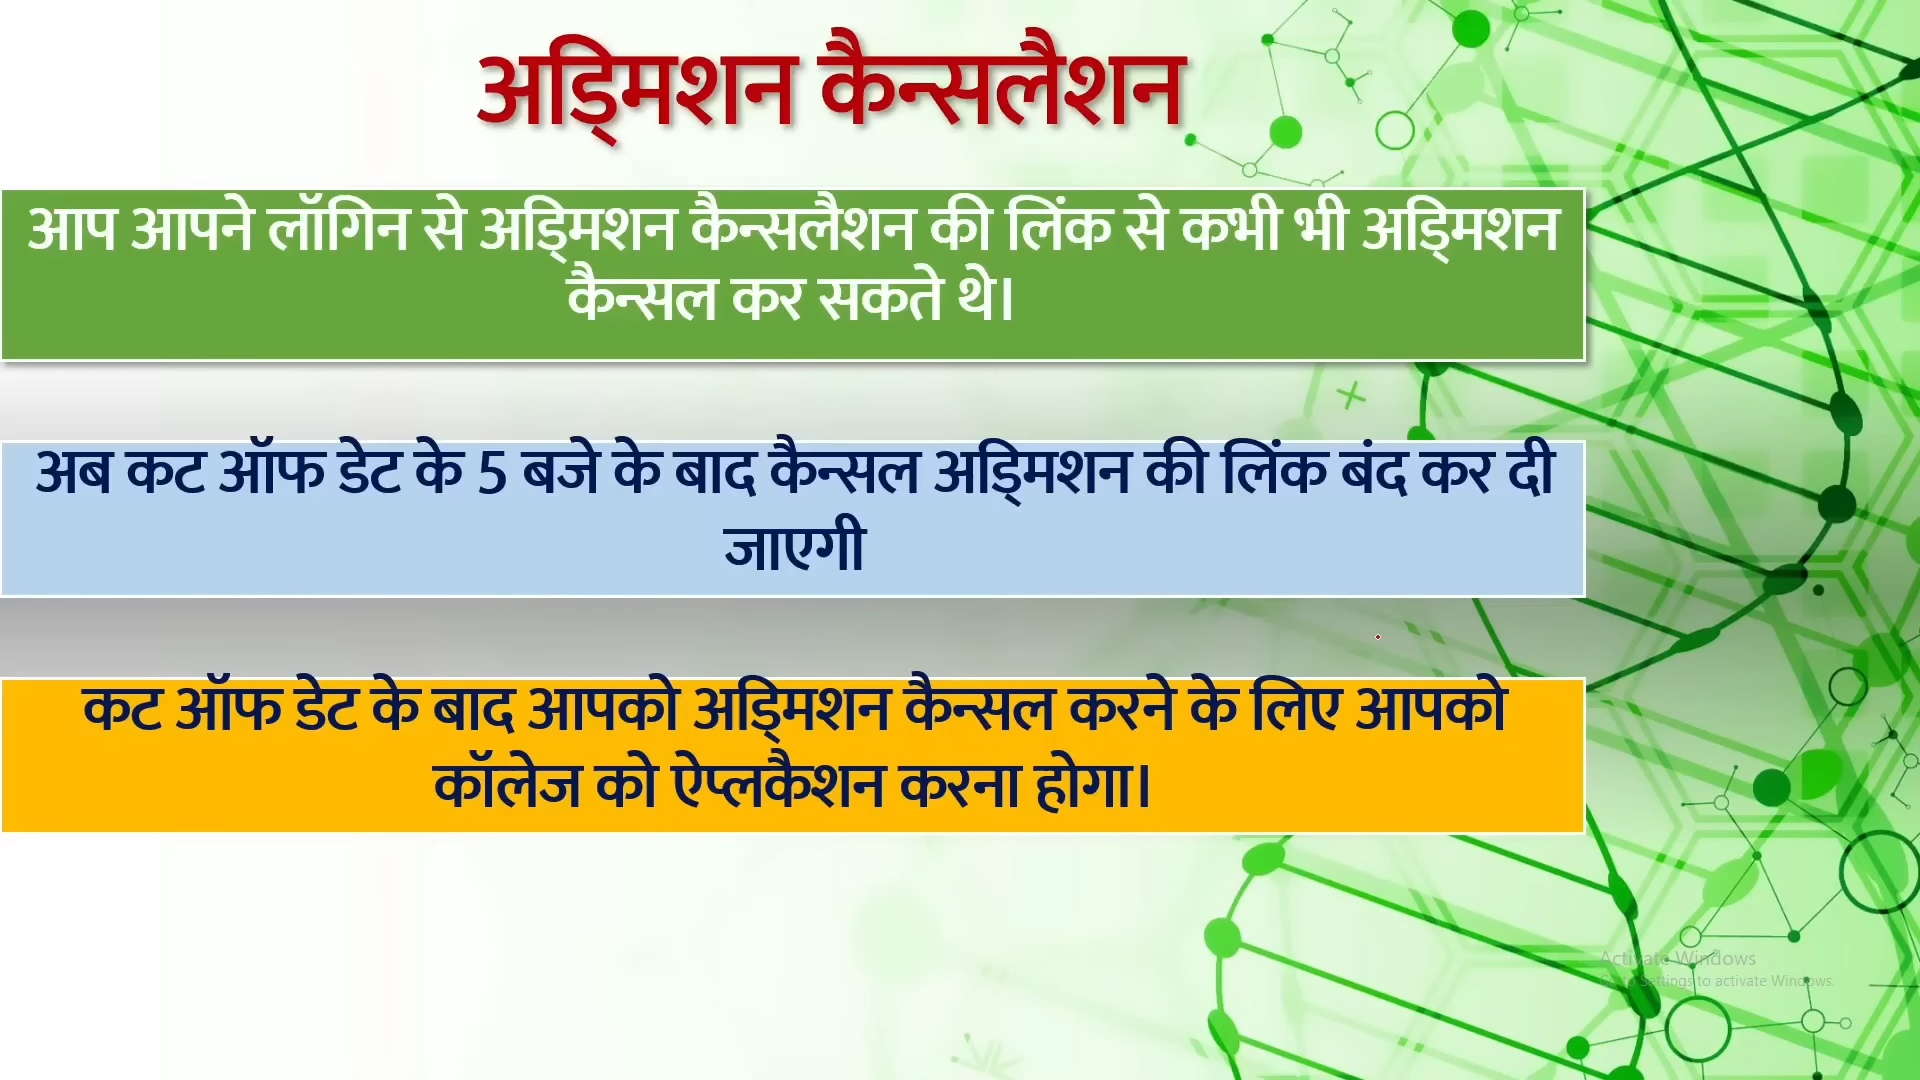 अड्मिशन कैन्सलैशन
आप आपने लॉगिन से अड्मिशन कैन्सलैशन की लिंक से कभी भी अड्मिशन
कैन्सल कर सकते थे।
अब कट ऑफ डेट के 5 बजे के बाद कैन्सल अड्मिशन की लिंक बंद कर दी
जाएगी
कट ऑफ डेट के बाद आपको अड्मिशन कैन्सल करने के लिए आपको
कॉलेज को ऐप्लकैशन करना होगा।
Activate Windows
Go to Settings to activate Windows.